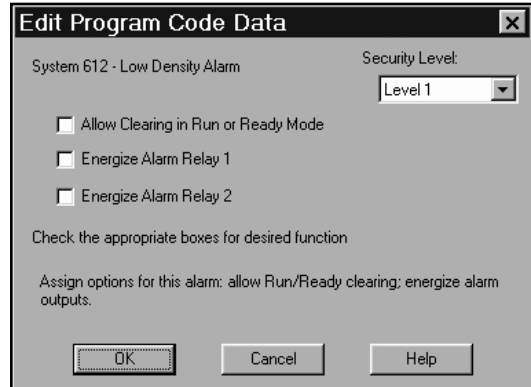 Edit Program Code Data
System 612 - Low Density Alarm
Security Level:
Level 1
Allow Clearing in Run or Ready Mode
Energize Alarm Relay 1
Energize Alarm Relay 2
Check the appropriate boxes for desired function
Assign options for this alarm: allow Run/Ready clearing; energize alarm
outputs.
OK
Cancel
Help